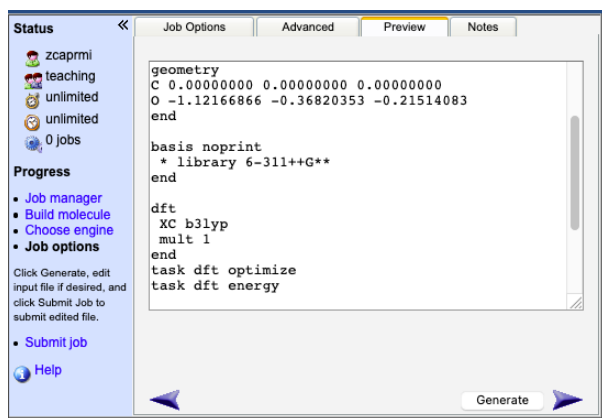 Status «
zcaprmi
teaching
unlimited
unlimited
0 jobs
Progress
Job manager
Build molecule
Choose engine
Job options
Click Generate, edit
input file if desired, and
click Submit Job to
submit edited file.
Submit job
Help
Job Options Advanced Preview Notes
geometry
C 0.00000000 0.00000000 0.00000000
O -1.12166866 -0.36820353 -0.21514083
end
basis noprint
* library 6-311++G**
end
dft
XC b3lyp
mult 1
end
task dft optimize
task dft energy
Generate